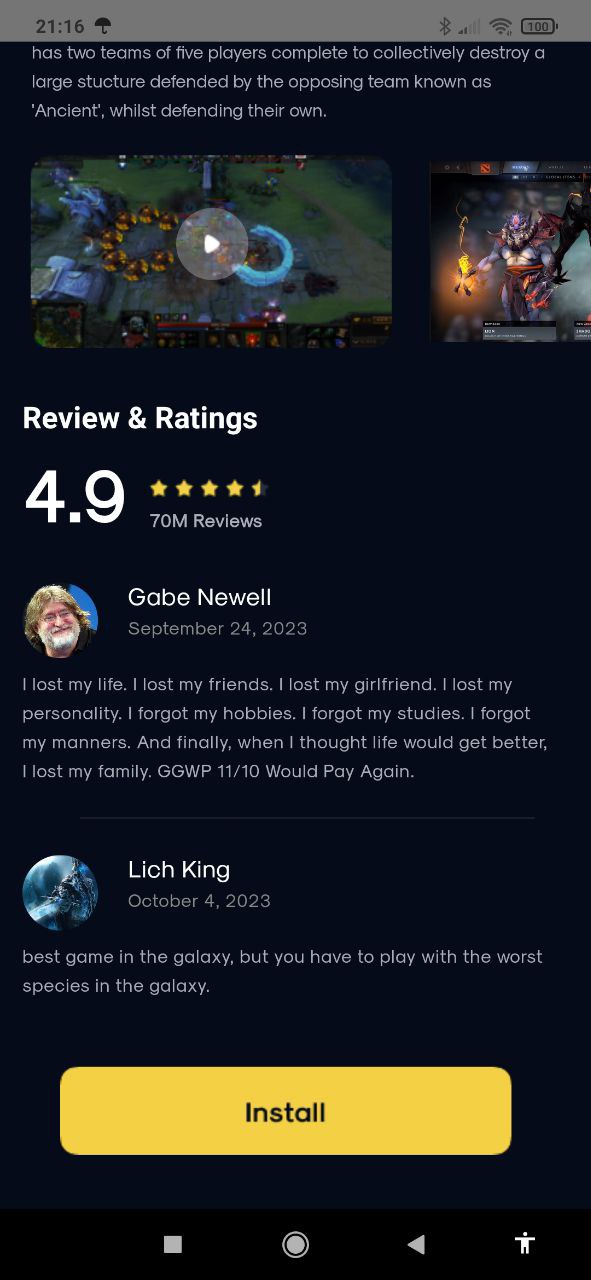 21:16
100
has two teams of five players complete to collectively destroy a
large stucture defended by the opposing team known as
'Ancient', whilst defending their own.
Review & Ratings
4.9
70M Reviews
Gabe Newell
September 24, 2023
I lost my life. I lost my friends. I lost my girlfriend. I lost my
personality. I forgot my hobbies. I forgot my studies. I forgot
my manners. And finally, when I thought life would get better,
I lost my family. GGWP 11/10 Would Pay Again.
Lich King
October 4, 2023
best game in the galaxy, but you have to play with the worst
species in the galaxy.
Install